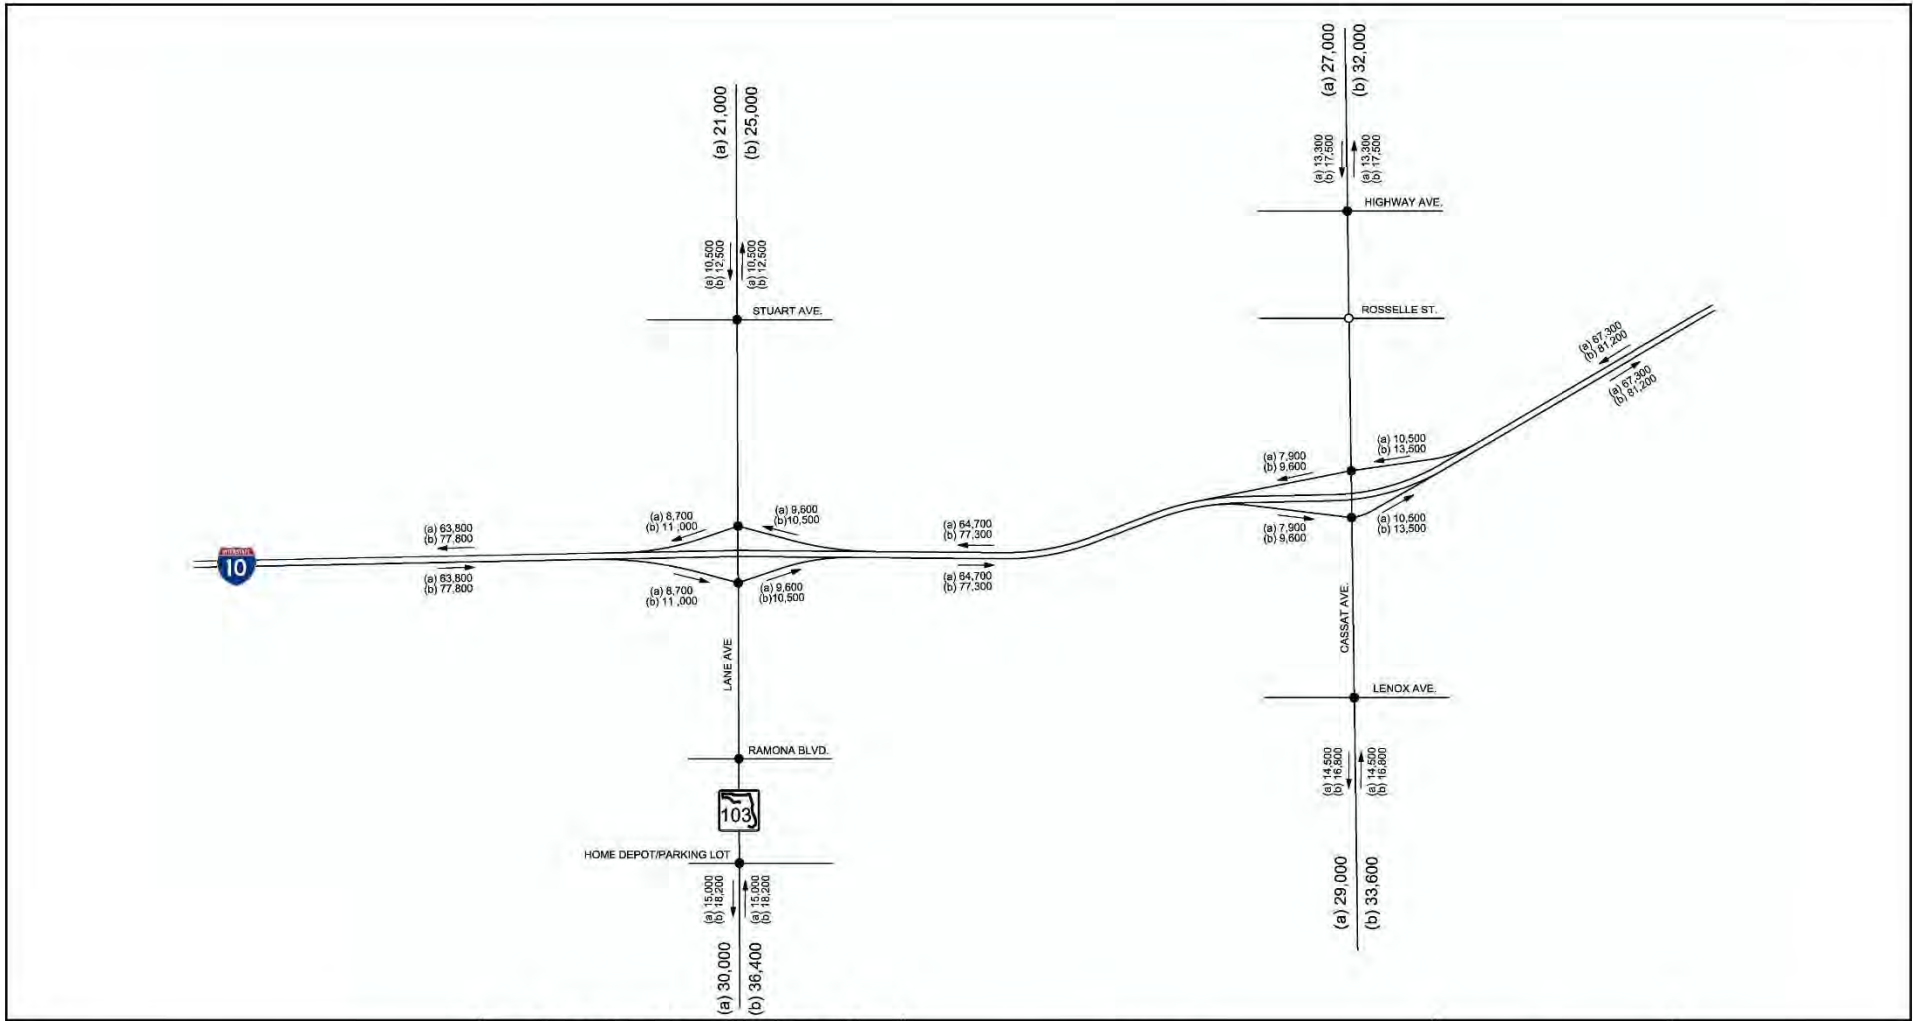 (a) 27,000
(b) 32,000
(a) 21,000
(b) 25,000
(a) 13,300
(b) 17,500
(a) 13,300
(b) 17,500
HIGHWAY AVE.
(a) 10,500
(b) 12,500
(a) 10,500
(b) 12,500
STUART AVE.
ROSSELLE ST.
(a) 67,300
(b) 81,200
(a) 67,300
(b) 81,200
(a) 10,500
(b) 13,500
(a) 7,900
(b) 9,600
(a) 8,700
(b) 11 ,000
(a) 9,600
(b)10,500
(a) 63,800
(b) 77,800
(a) 64,700
(b) 77,300
(a) 7,900
(b) 9,600
(a) 10,500
(b) 13,500
INTERSTATE
10
(a) 63,800
(b) 77,800
(a) 8,700
(b) 11 ,000
(a) 9,600
(b)10,500
(a) 64,700
(b) 77,300
CASSAT AVE.
LANE AVE
LENOX AVE.
RAMONA BLVD.
(a) 14,500
(b) 16,800
(a) 14,500
(b) 16,800
103
HOME DEPOT/PARKING LOT
(a) 15,000
(b) 18,200
(a) 15,000
(b) 18,200
(a) 29,000
(b) 33,600
(a) 30,000
(b) 36,400